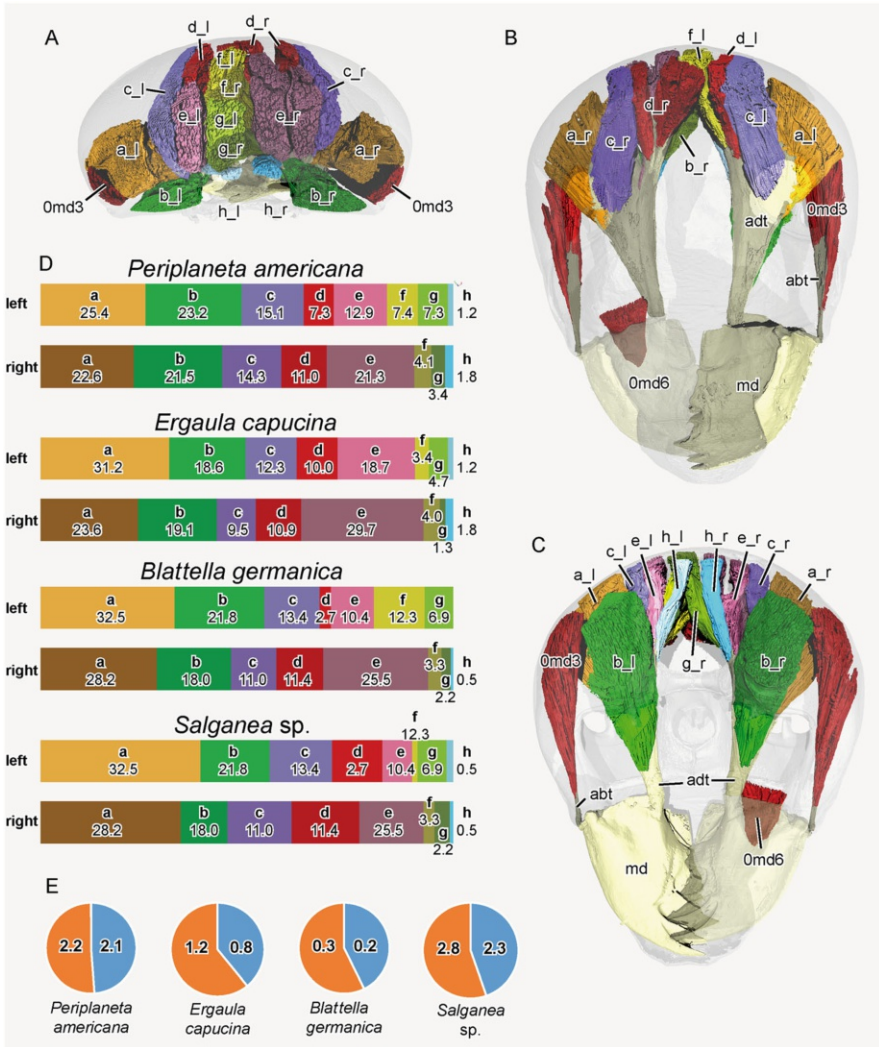 A
d_l
d_r
f_l
c_l
f_r
c_r
e_l
e_r
g_l
a_l
g_r
a_r
0md3
b_l
b_r
0md3
h_l
h_r
B
f_l
d_l
d_r
c_l
a_r
c_r
a_l
b_r
adt
0md3
abt
0md6
md
C
h_l
h_r
e_l
e_r
c_l
c_r
a_l
a_r
0md3
b_l
b_r
g_r
adt
abt
0md6
md
D
Periplaneta americana
left
a b c d e f g h
25.4 23.2 15.1 7.3 12.9 7.4 7.3 1.2
right
a b c d e f g h
22.6 21.5 14.3 11.0 21.3 4.1 3.4 1.8
Ergaula capucina
left
a b c d e f g h
31.2 18.6 12.3 10.0 18.7 3.4 4.7 1.2
right
a b c d e f g h
23.6 19.1 9.5 10.9 29.7 4.0 1.3 1.8
Blattella germanica
left
a b c d e f g
32.5 21.8 13.4 2.7 10.4 12.3 6.9
right
a b c d e f g h
28.2 18.0 11.0 11.4 25.5 3.3 2.2 0.5
Salganea sp.
left
a b c d e f g h
32.5 21.8 13.4 2.7 10.4 12.3 6.9 0.5
right
a b c d e f g h
28.2 18.0 11.0 11.4 25.5 3.3 2.2 0.5
E
2.2 2.1
Periplaneta
americana
1.2 0.8
Ergaula
capucina
0.3 0.2
Blattella
germanica
2.8 2.3
Salganea
sp.